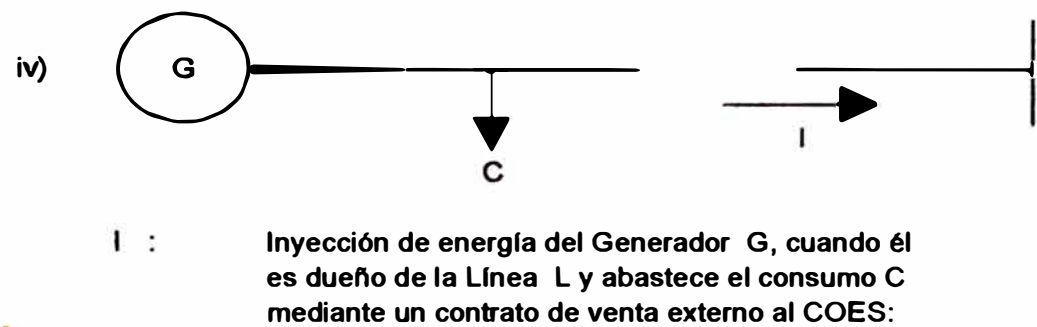 iv) G
I
C
I : Inyección de energía del Generador G, cuando él
es dueño de la Línea L y abastece el consumo C
mediante un contrato de venta externo al COES: